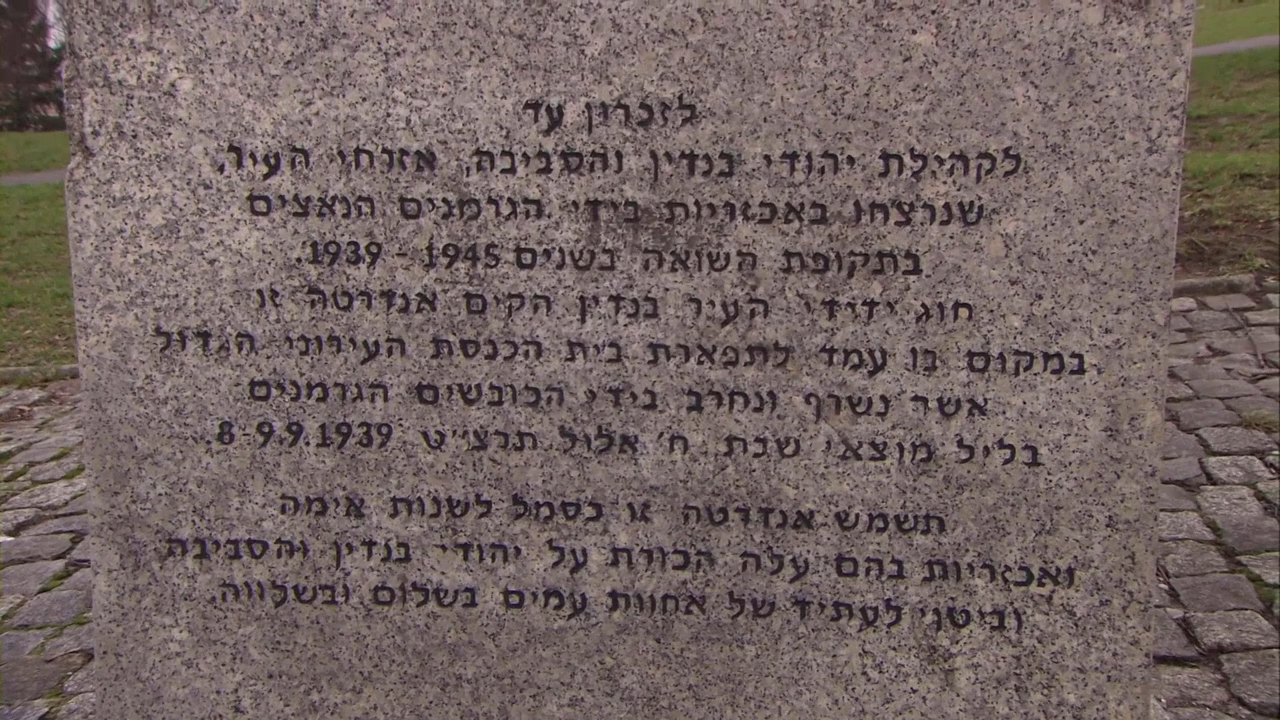 לזכרון עד
לקהילת יהודי בנדין והסביבה, אזרחי העיר,
שנרצחו באכזריות בידי הגרמנים הנאצים
בתקופת השואה בשנים 1945 - 1939.
חוג ידידי העיר בנדין הקים אנדרטה זו
במקום בו עמד לתפארת בית הכנסת העירוני הגדול
אשר נשרף ונחרב בידי הכובשים הגרמנים
בליל מוצאי שבת ח' אלול תרצ״ט 8-9.9.1939.
תשמש אנדרטה זו כסמל לשנות אימה
ואכזריות בהם עלה הכורת על יהודי בנדין והסביבה
וביטוי לעתיד של אחוות עמים בשלום ובשלווה.